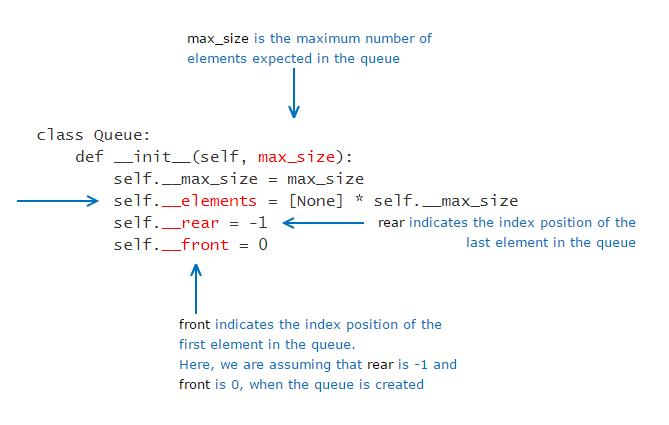 max_size is the maximum number of
elements expected in the queue
class Queue:
def __init__(self, max_size):
self.__max_size = max_size
self.__elements = [None] * self.__max_size
self.__rear = -1
rear indicates the index position of the
last element in the queue
self.__front = 0
front indicates the index position of the
first element in the queue.
Here, we are assuming that rear is -1 and
front is 0, when the queue is created